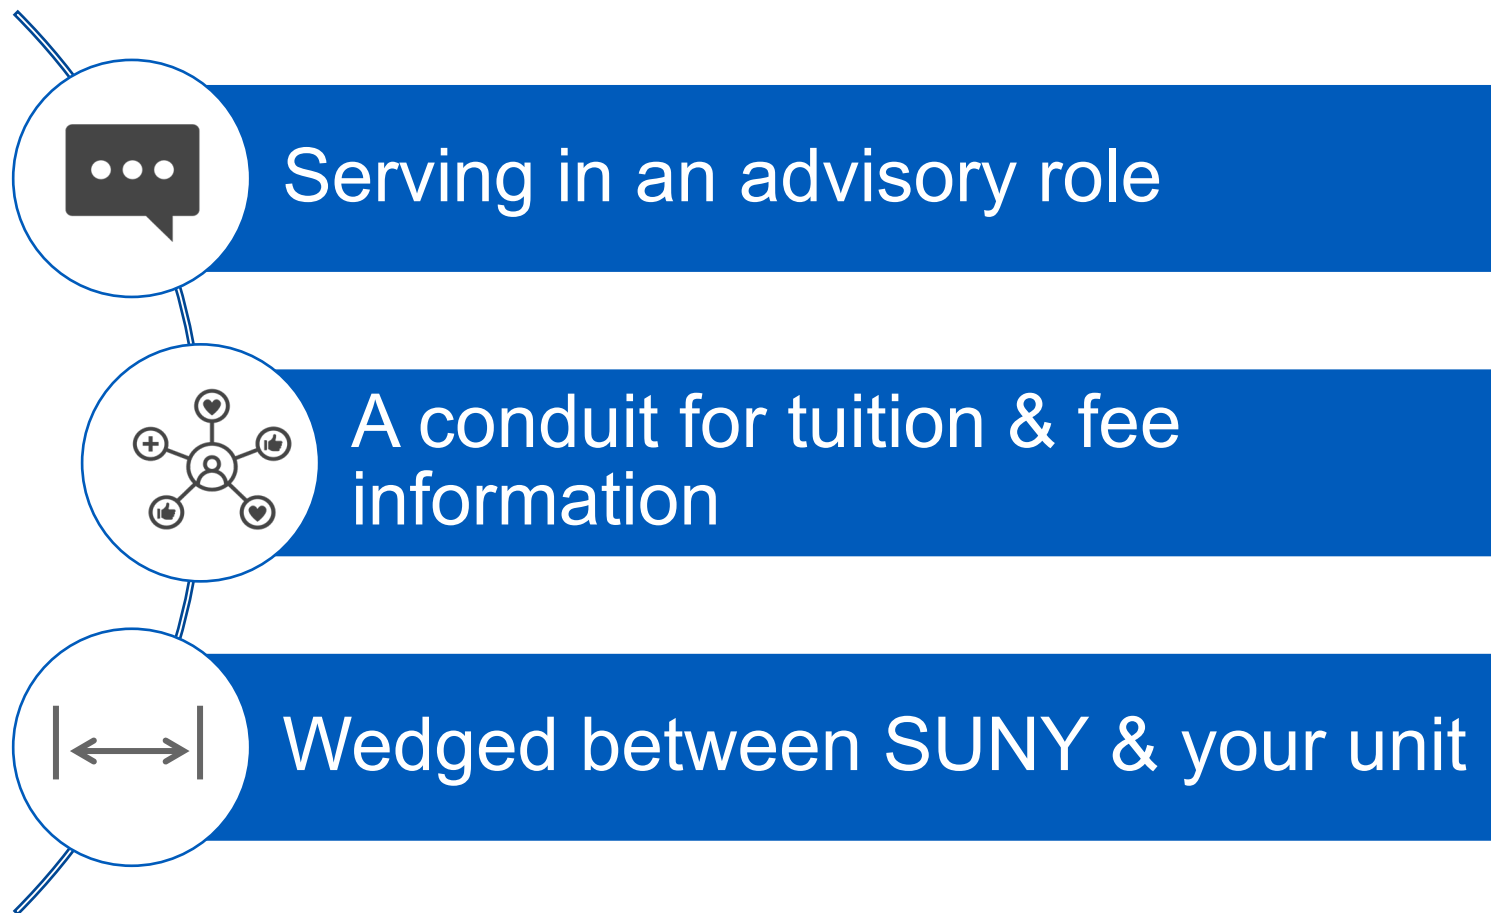 Serving in an advisory role
A conduit for tuition & fee
information
Wedged between SUNY & your unit